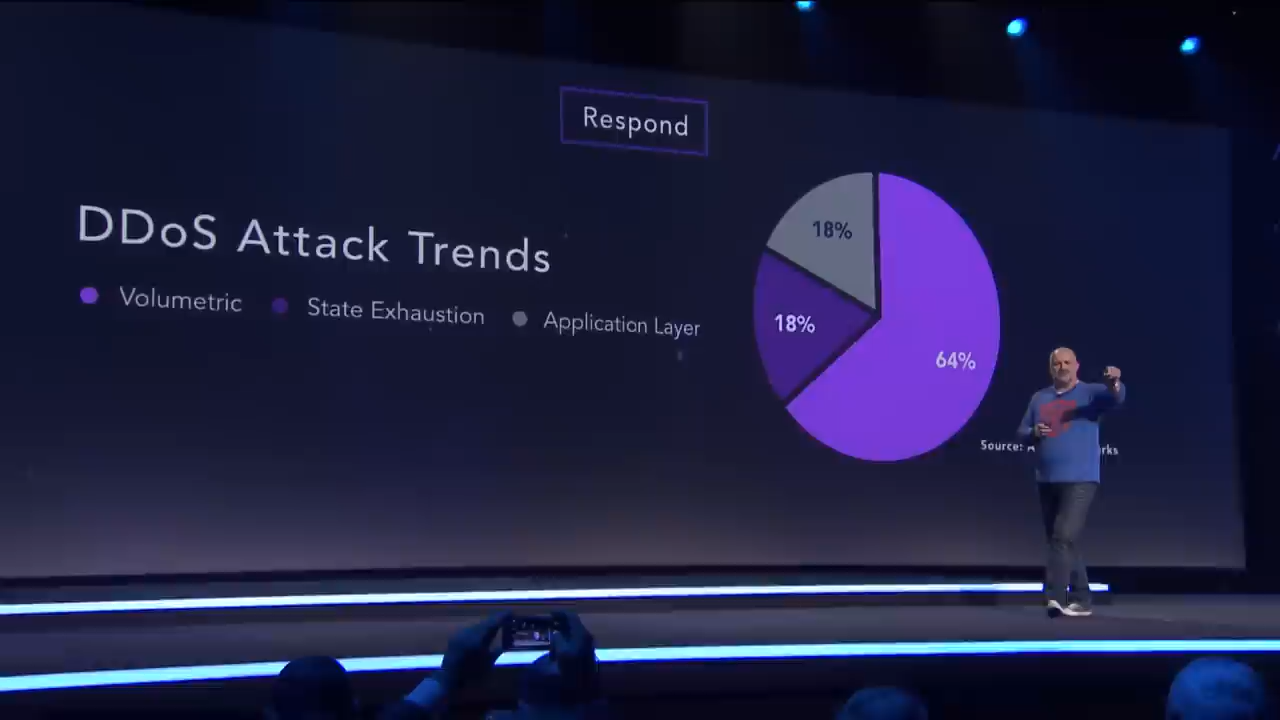 Respond
DDoS Attack Trends
Volumetric State Exhaustion Application Layer
18%
18%
64%
Source: